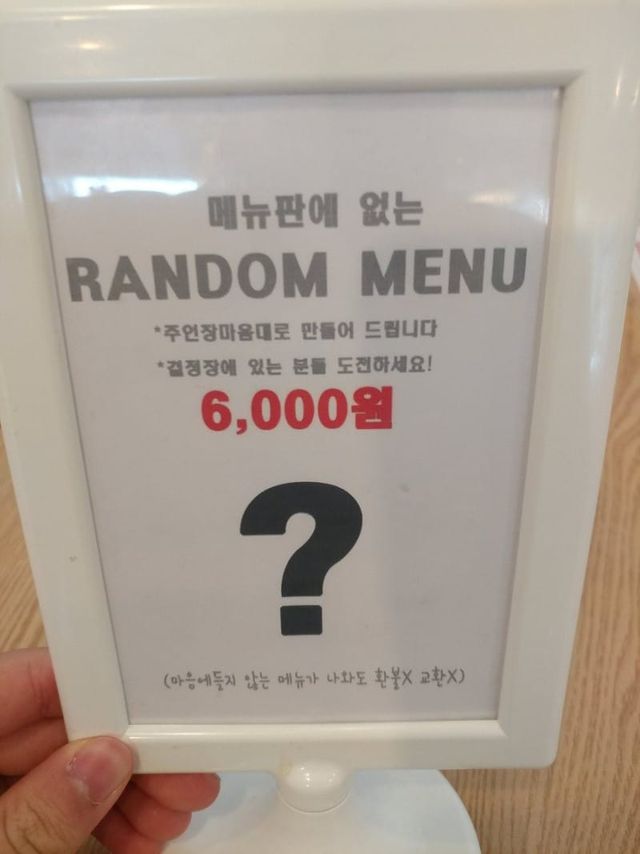 메뉴판에 없는
RANDOM MENU
*주인장마음대로 만들어 드립니다
*결정장애 있는 분들 도전하세요!
6,000원
?
(마음에들지 않는 메뉴가 나와도 환불X 교환X)